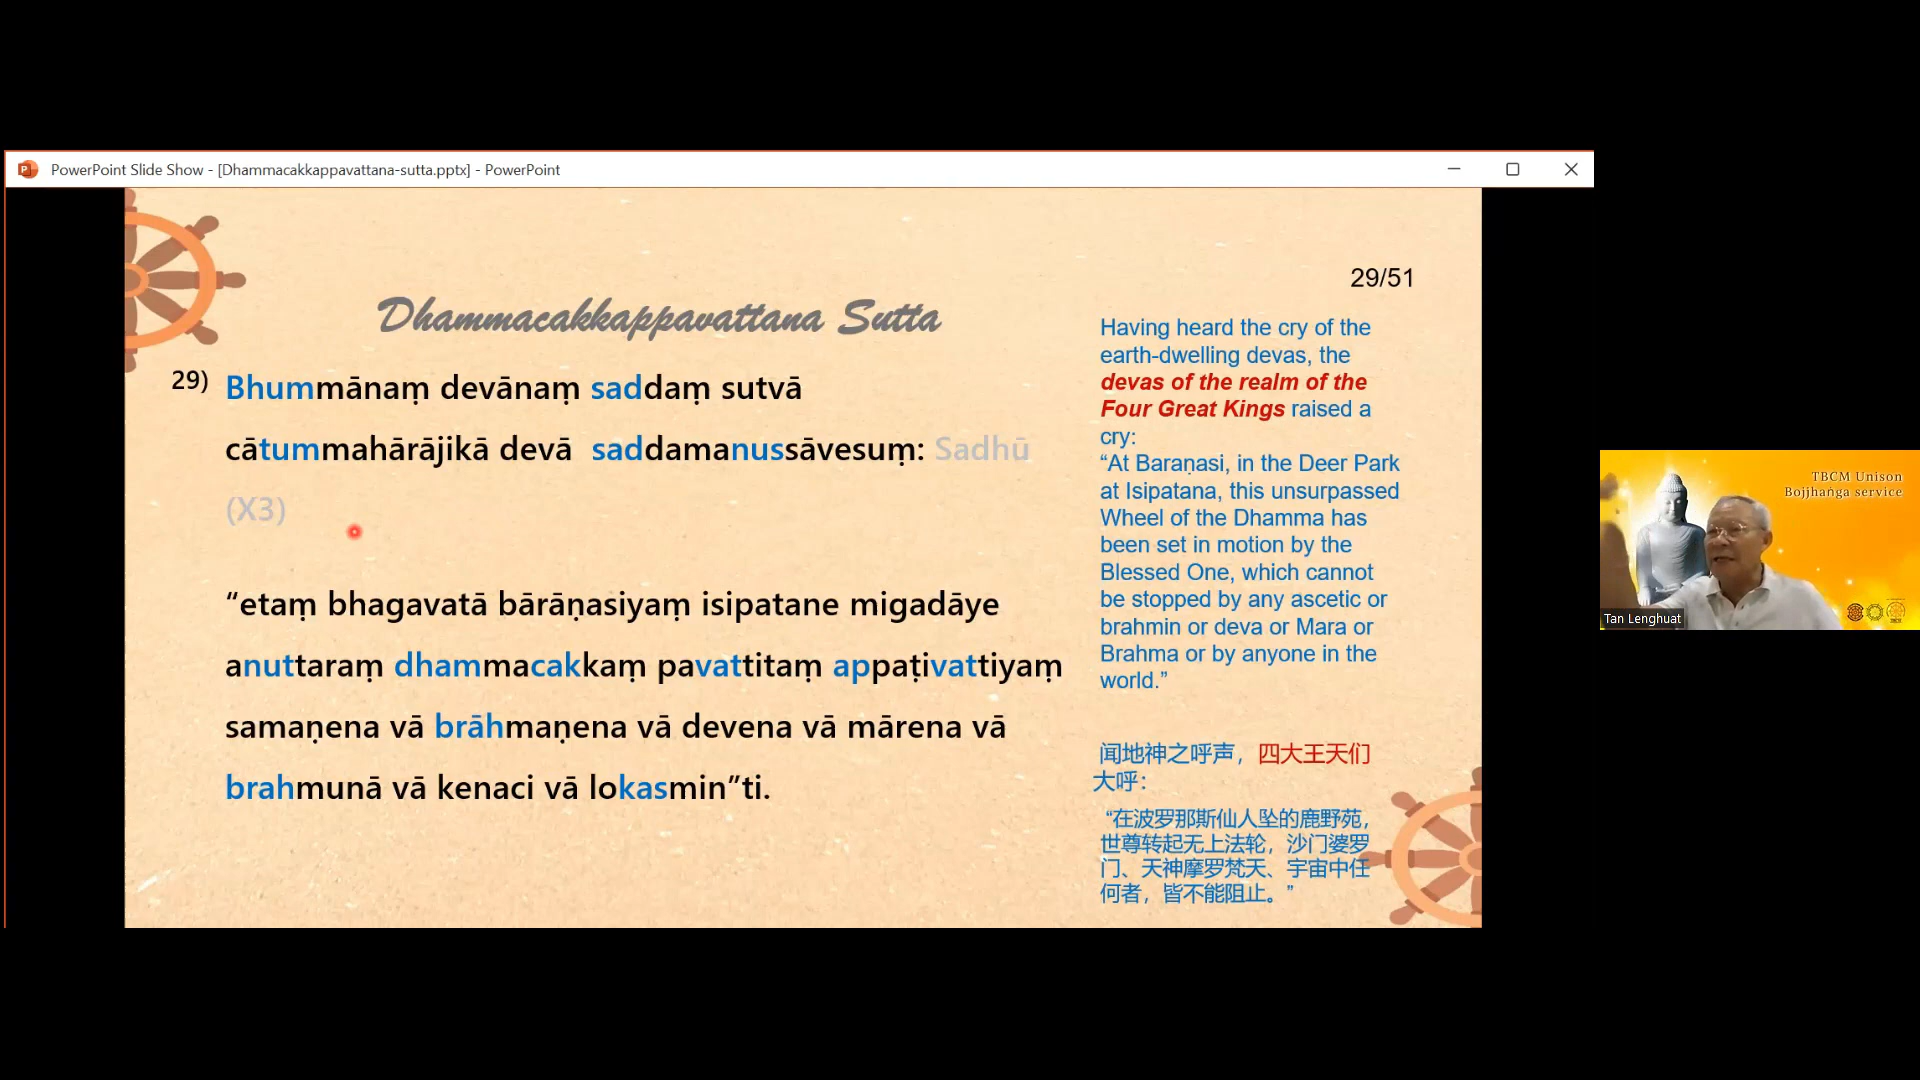 PowerPoint Slide Show - [Dhammacakkappavattana-sutta.pptx] - PowerPoint
29/51
Dhammacakkappavattana Sutta
29) Bhummānaṃ devānaṃ saddaṃ sutvā
cātummahārājikā devā saddamanussāvesuṃ: Sadhū
(X3)
“etaṃ bhagavatā bārāṇasiyaṃ isipatane migadāye
anuttaraṃ dhammacakkaṃ pavattitaṃ appaṭivattiyaṃ
samaṇena vā brāhmaṇena vā devena vā mārena vā
brahmunā vā kenaci vā lokasmin”ti.
Having heard the cry of the
earth-dwelling devas, the
devas of the realm of the
Four Great Kings raised a
cry:
“At Baraṇasi, in the Deer Park
at Isipatana, this unsurpassed
Wheel of the Dhamma has
been set in motion by the
Blessed One, which cannot
be stopped by any ascetic or
brahmin or deva or Mara or
Brahma or by anyone in the
world.”
闻地神之呼声，四大王天们
大呼：
“在波罗那斯仙人坠的鹿野苑，
世尊转起无上法轮，沙门婆罗
门、天神摩罗梵天、宇宙中任
何者，皆不能阻止。”
TBCM Unison
Bojjhaṅga service
Tan Lenghuat